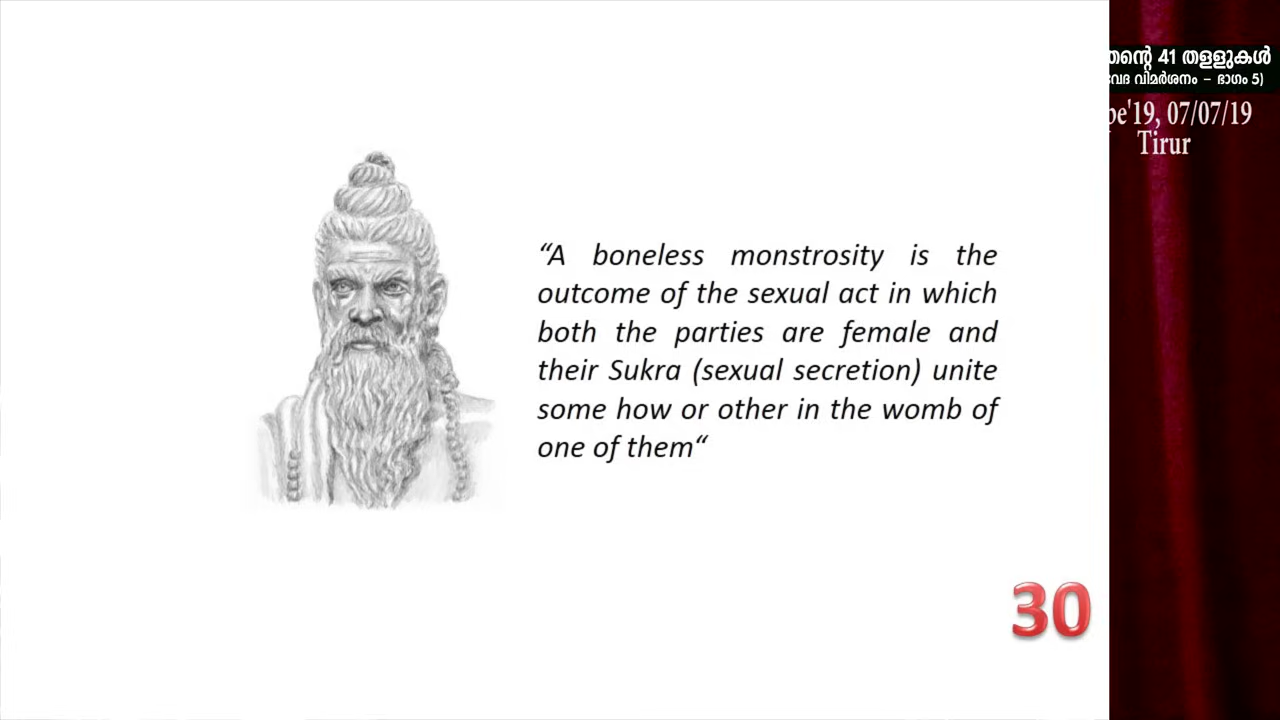 “A boneless monstrosity is the
outcome of the sexual act in which
both the parties are female and
their Sukra (sexual secretion) unite
some how or other in the womb of
one of them“
30
41 തള്ളുകൾ
വിമർശനം – ഭാഗം 5)
07/07/19
Tirur